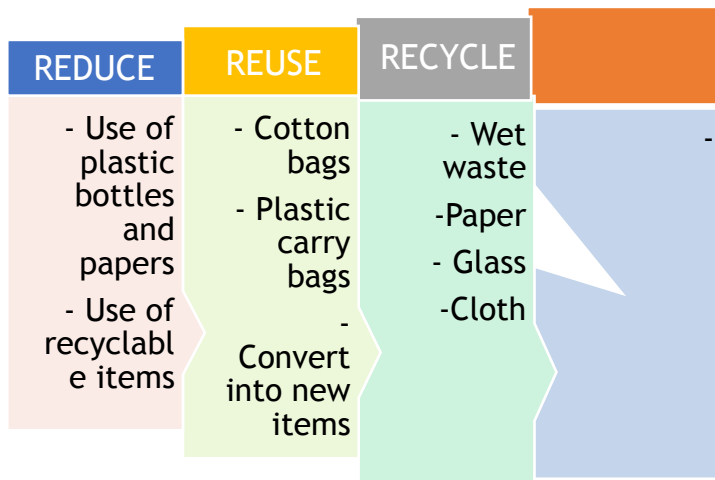 REDUCE
- Use of
plastic
bottles
and
papers
- Use of
recyclabl
e items
REUSE
- Cotton
bags
- Plastic
carry
bags
-
Convert
into new
items
RECYCLE
- Wet
waste
-Paper
- Glass
-Cloth
-